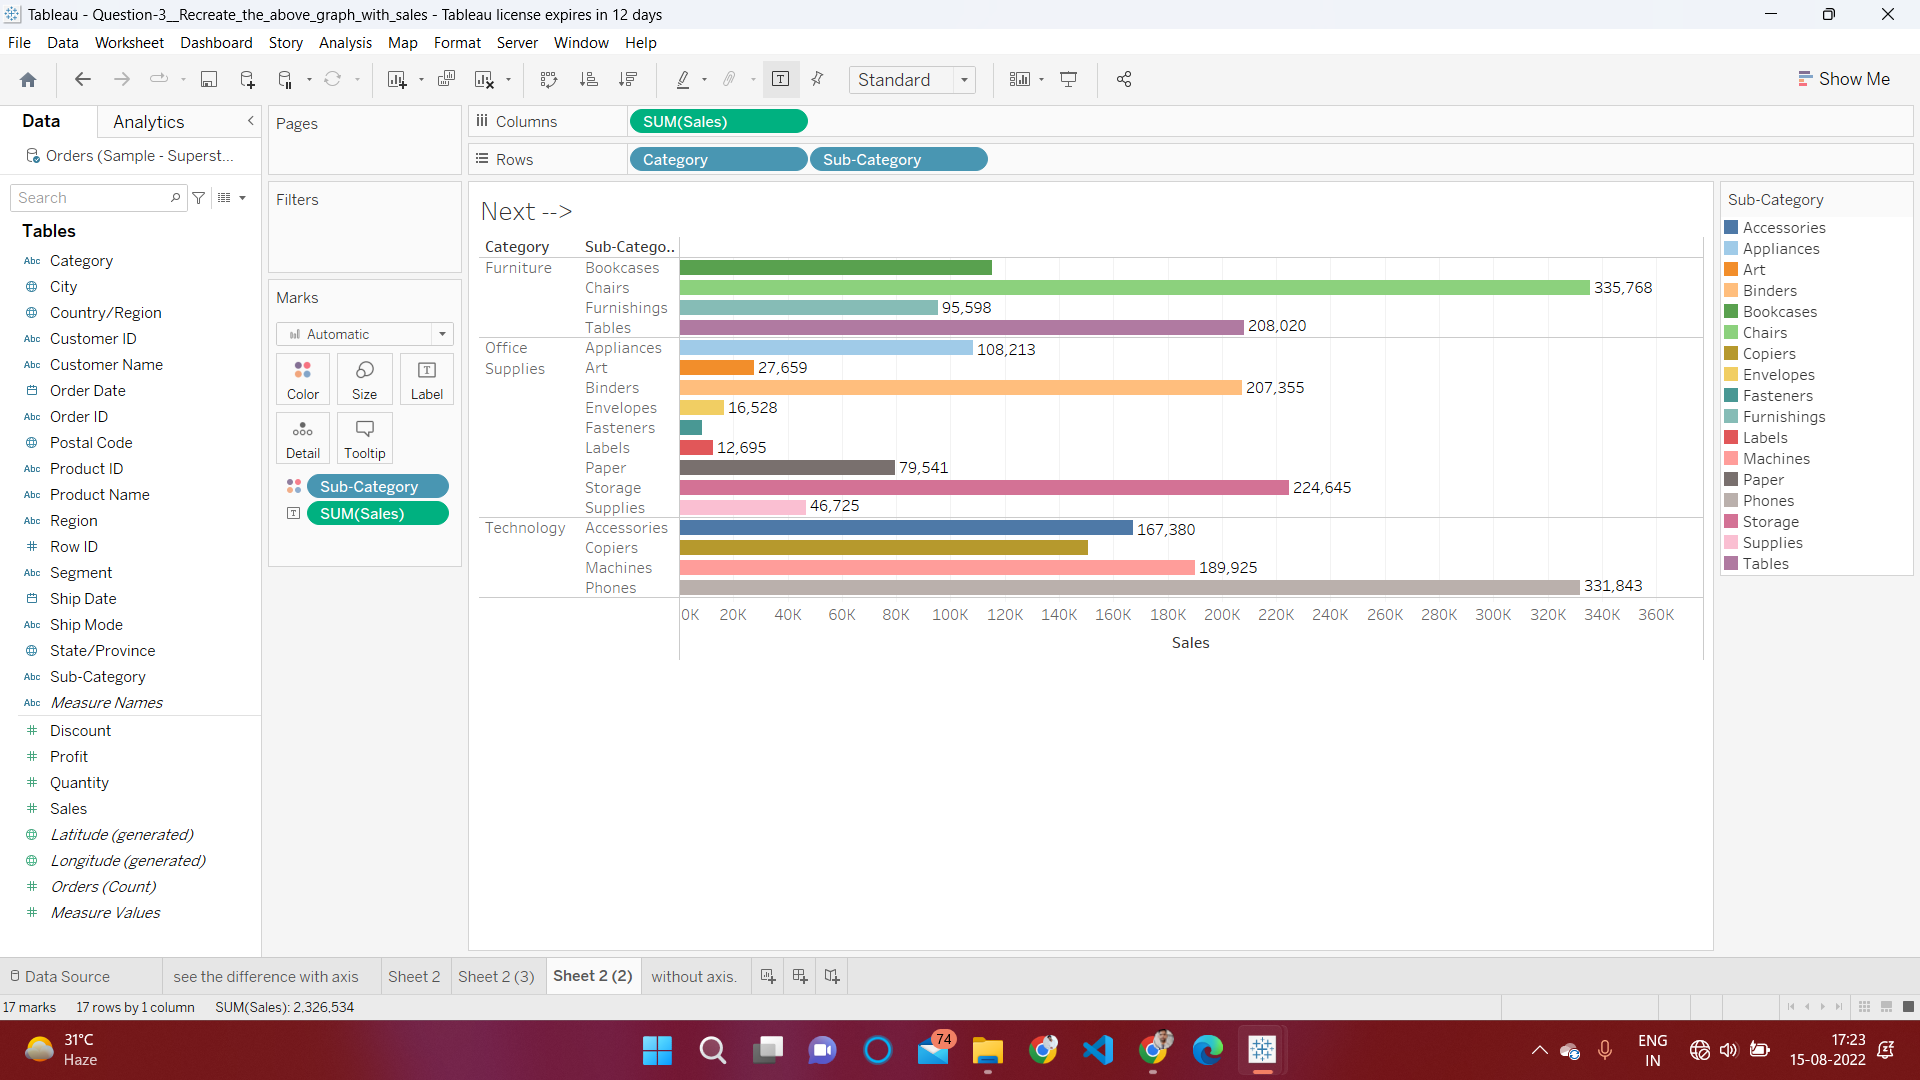 Tableau - Question-3__Recreate_the_above_graph_with_sales - Tableau license expires in 12 days
File Data Worksheet Dashboard Story Analysis Map Format Server Window Help
Standard
Show Me
Data Analytics
Orders (Sample - Superst...
Search
Tables
Abc Category
City
Country/Region
Abc Customer ID
Abc Customer Name
Order Date
Abc Order ID
Postal Code
Abc Product ID
Abc Product Name
Abc Region
# Row ID
Abc Segment
Ship Date
Abc Ship Mode
State/Province
Abc Sub-Category
Abc Measure Names
# Discount
# Profit
# Quantity
# Sales
Latitude (generated)
Longitude (generated)
# Orders (Count)
# Measure Values
Pages
Filters
Marks
Automatic
Color Size Label
Detail Tooltip
Sub-Category
SUM(Sales)
Columns SUM(Sales)
Rows Category Sub-Category
Next -->
Category Sub-Catego..
Furniture Bookcases
Chairs 335,768
Furnishings 95,598
Tables 208,020
Office Supplies Appliances 108,213
Art 27,659
Binders 207,355
Envelopes 16,528
Fasteners
Labels 12,695
Paper 79,541
Storage 224,645
Supplies 46,725
Technology Accessories 167,380
Copiers
Machines 189,925
Phones 331,843
0K 20K 40K 60K 80K 100K 120K 140K 160K 180K 200K 220K 240K 260K 280K 300K 320K 340K 360K
Sales
Sub-Category
Accessories
Appliances
Art
Binders
Bookcases
Chairs
Copiers
Envelopes
Fasteners
Furnishings
Labels
Machines
Paper
Phones
Storage
Supplies
Tables
Data Source see the difference with axis Sheet 2 Sheet 2 (3) Sheet 2 (2) without axis.
17 marks 17 rows by 1 column SUM(Sales): 2,326,534
31°C
Haze
74
ENG
IN
17:23
15-08-2022